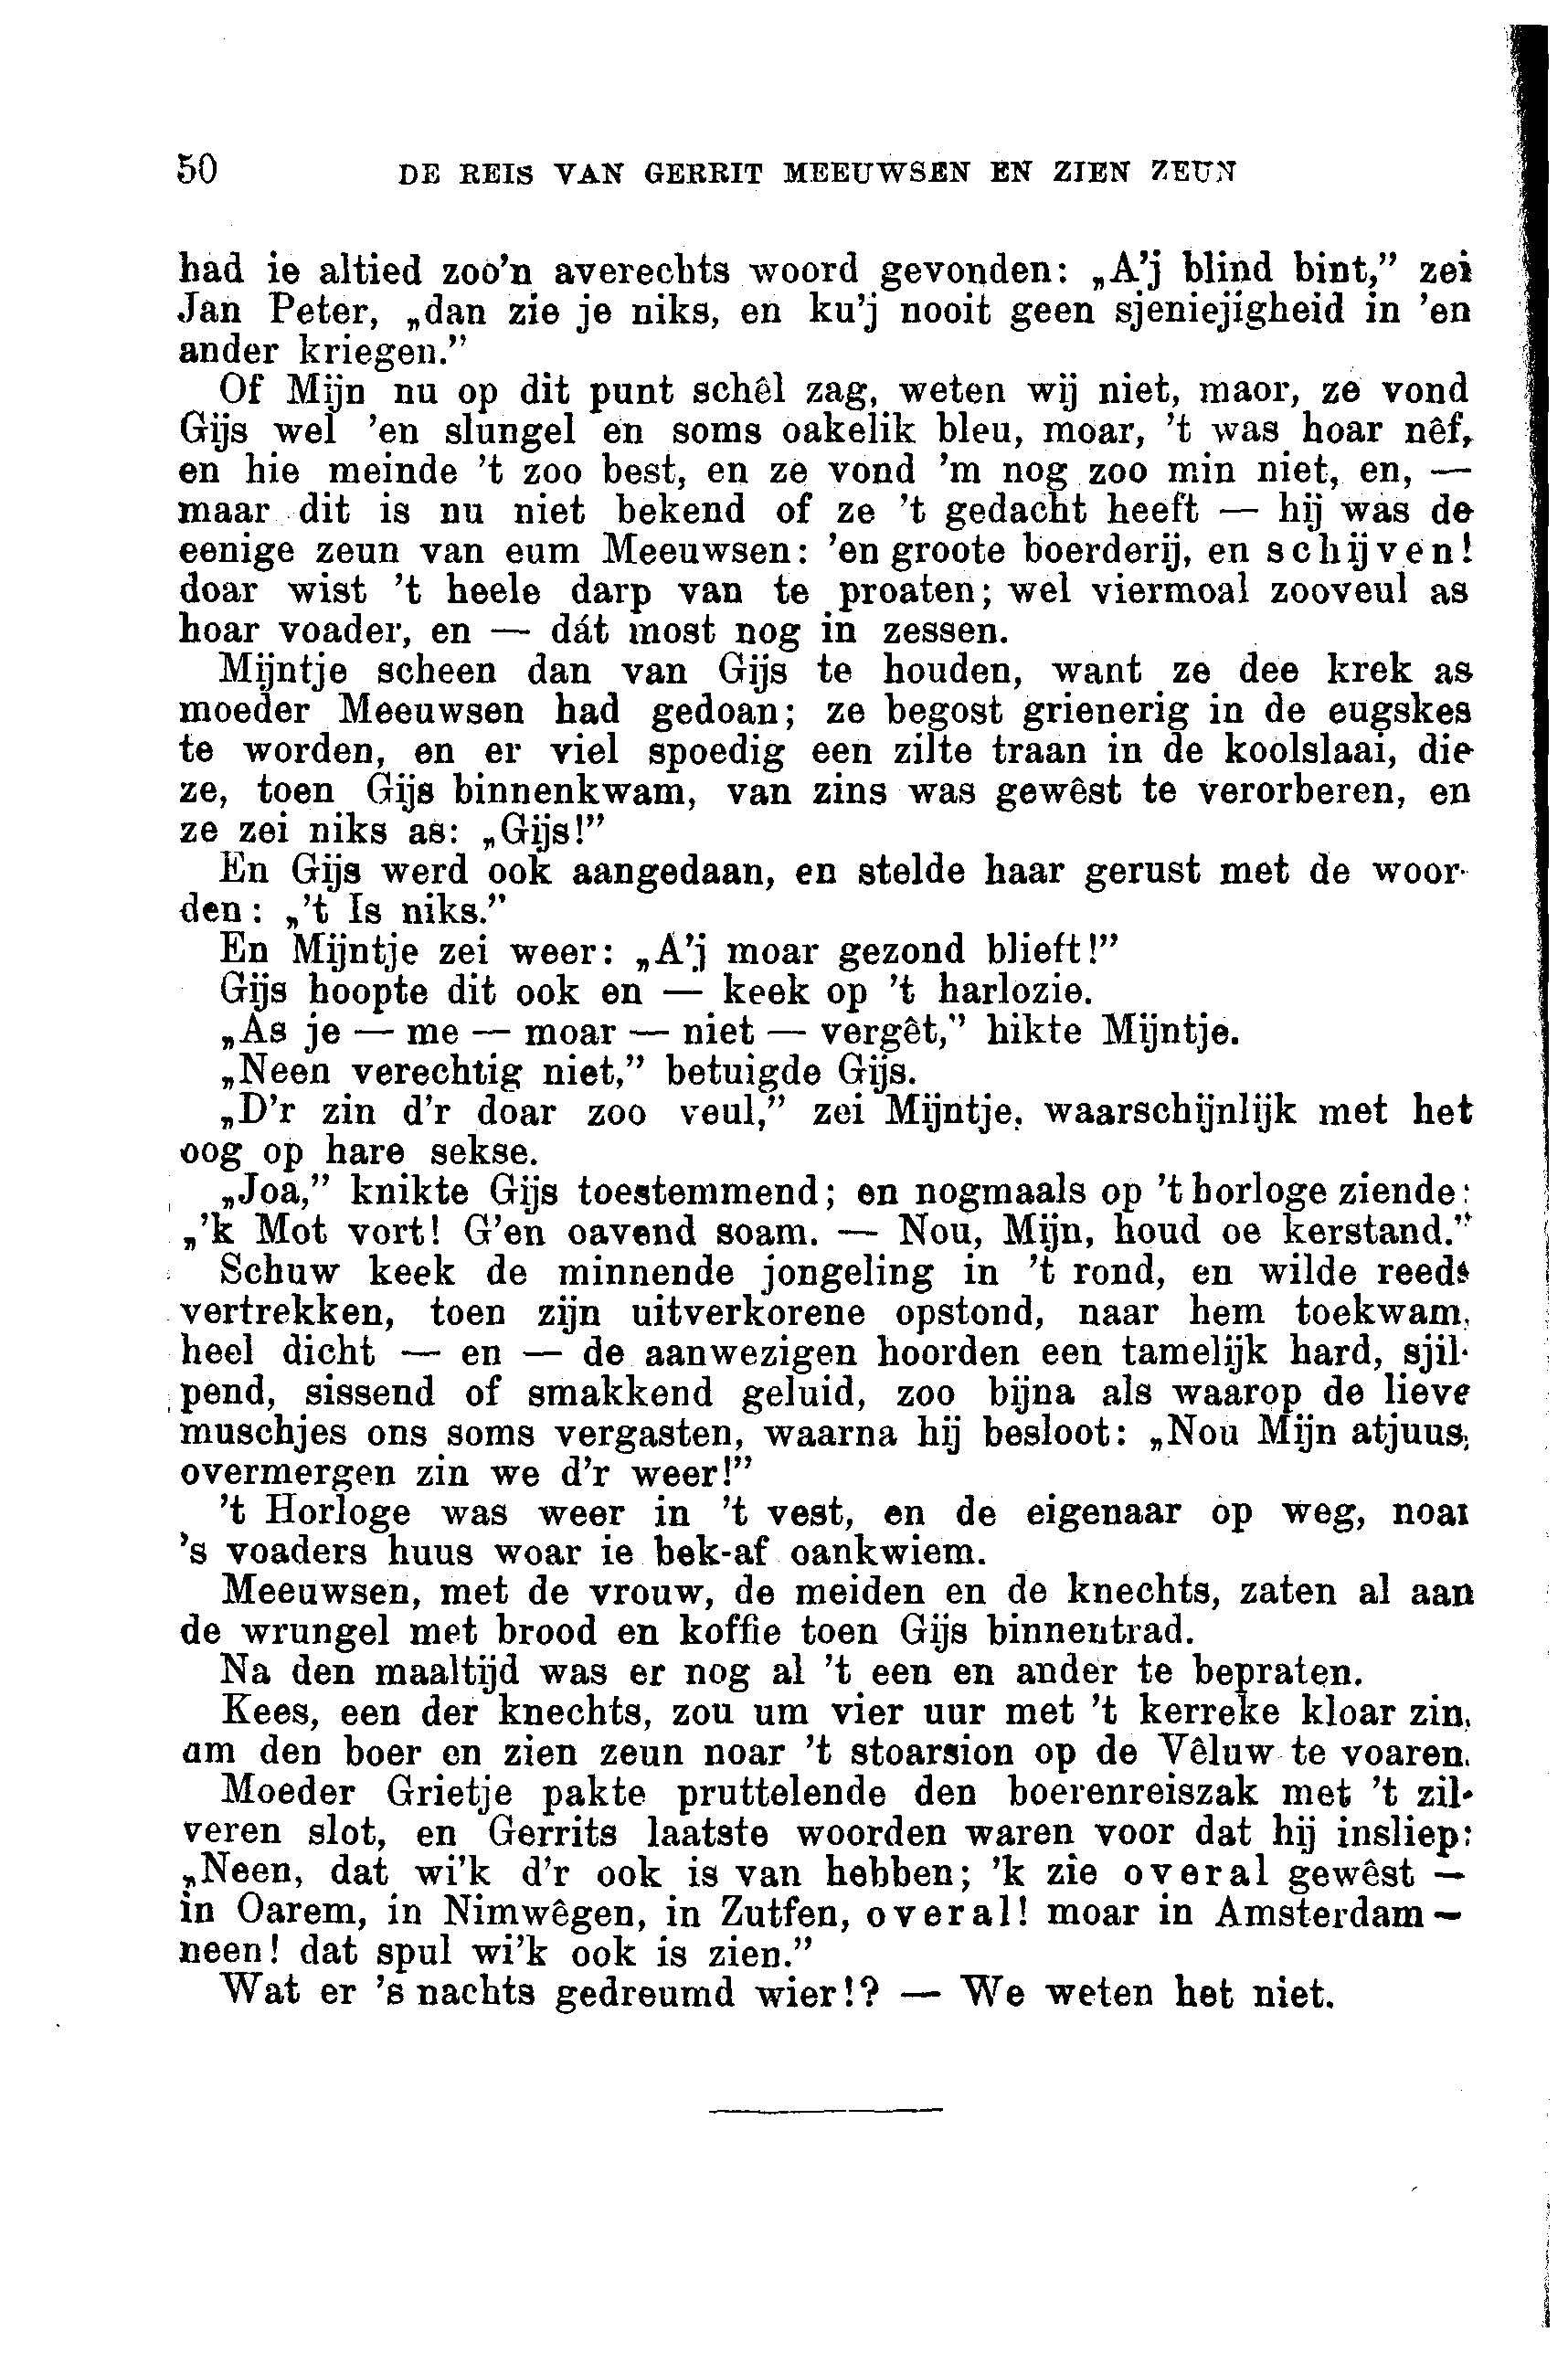 50 DE REIS VAN GERRIT MEEUWSEN EN ZIEN ZEUN
had ie altied zoo'n averechts woord gevonden: „A'j blind bint,” zei
Jan Peter, „dan zie je niks, en ku'j nooit geen sjeniejigheid in 'en
ander kriegen.”
Of Mijn nu op dit punt schêl zag, weten wij niet, maor, ze vond
Gijs wel 'en slungel en soms oakelik bleu, moar, 't was hoar nêf,
en hie meinde 't zoo best, en ze vond 'm nog zoo min niet, en, —
maar dit is nu niet bekend of ze 't gedacht heeft — hij was de
eenige zeun van eum Meeuwsen: 'en groote boerderij, en schijven!
doar wist 't heele darp van te proaten; wel viermoal zooveul as
hoar voader, en — dát most nog in zessen.
Mijntje scheen dan van Gijs te houden, want ze dee krek as
moeder Meeuwsen had gedoan; ze begost grienerig in de eugskes
te worden, en er viel spoedig een zilte traan in de koolslaai, die
ze, toen Gijs binnenkwam, van zins was gewêst te verorberen, en
ze zei niks as: „Gijs!”
En Gijs werd ook aangedaan, en stelde haar gerust met de woor-
den: „'t Is niks.”
En Mijntje zei weer: „A'j moar gezond blieft!”
Gijs hoopte dit ook en — keek op 't harlozie.
„As je — me — moar — niet — vergêt,” hikte Mijntje.
„Neen verechtig niet,” betuigde Gijs.
„D'r zin d'r doar zoo veul,” zei Mijntje, waarschijnlijk met het
oog op hare sekse.
„Joa,” knikte Gijs toestemmend; en nogmaals op 't horloge ziende:
„'k Mot vort! G'en oavend soam. — Nou, Mijn, houd oe kerstand.”
Schuw keek de minnende jongeling in 't rond, en wilde reeds
vertrekken, toen zijn uitverkorene opstond, naar hem toekwam,
heel dicht — en — de aanwezigen hoorden een tamelijk hard, sjil-
pend, sissend of smakkend geluid, zoo bijna als waarop de lieve
muschjes ons soms vergasten, waarna hij besloot: „Nou Mijn atjuus,
overmergen zin we d'r weer!”
't Horloge was weer in 't vest, en de eigenaar op weg, noar
's voaders huus woar ie bek-af oankwiem.
Meeuwsen, met de vrouw, de meiden en de knechts, zaten al aan
de wrungel met brood en koffie toen Gijs binnentrad.
Na den maaltijd was er nog al 't een en ander te bepraten.
Kees, een der knechts, zou um vier uur met 't kerreke kloar zin,
am den boer en zien zeun noar 't stoarsion op de Vêluw te voaren.
Moeder Grietje pakte pruttelende den boerenreiszak met 't zil-
veren slot, en Gerrits laatste woorden waren voor dat hij insliep:
„Neen, dat wi'k d'r ook is van hebben; 'k zie overal gewêst —
in Oarem, in Nimwêgen, in Zutfen, overal! moar in Amsterdam —
neen! dat spul wi'k ook is zien.”
Wat er 's nachts gedreumd wier!? — We weten het niet.